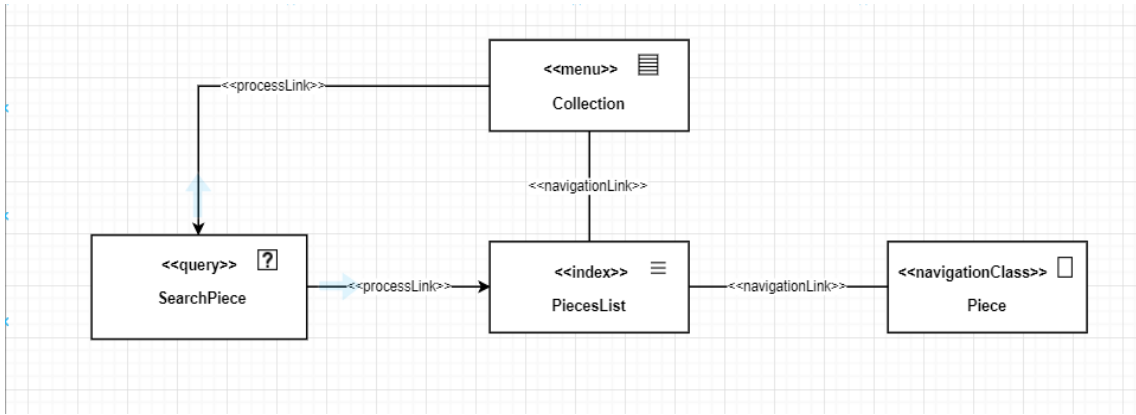 <<menu>>
Collection
<<processLink>>
<<navigationLink>>
<<query>> ?
SearchPiece
<<processLink>>
<<index>>
PiecesList
<<navigationLink>>
<<navigationClass>>
Piece